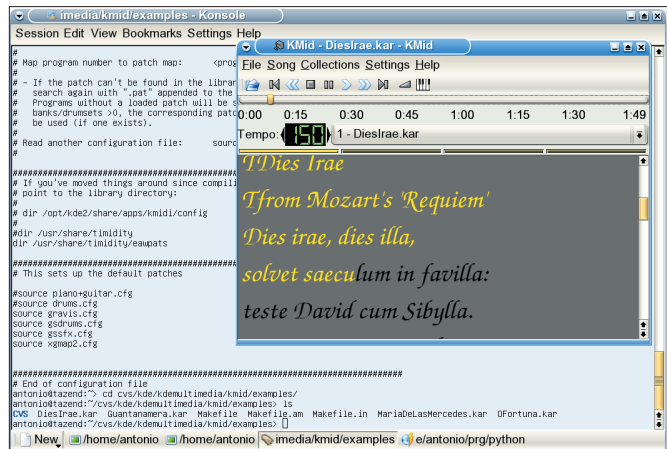 imedia/kmid/examples - Konsole
Session Edit View Bookmarks Settings Help
#
# Map program number to patch map: <prog
#
# - If the patch can't be found in the librar
# search again with ".pat" appended to the
# Programs without a loaded patch will be s
# banks/drumsets >0, the corresponding patc
# be used (if one exists).
#
# Read another configuration file: sourc
#
################################################
# If you've moved things around since compili
# point to the library directory:
#
# dir /opt/kde2/share/apps/kmidi/config
#
#dir /usr/share/timidity
dir /usr/share/timidity/eawpats
################################################
# This sets up the default patches
#source piano+guitar.cfg
#source drums.cfg
source gravis.cfg
source gsdrums.cfg
source gssfx.cfg
source xgmap2.cfg
################################################################################
# End of configuration file
antonio@tazend:~> cd cvs/kde/kdemultimedia/kmid/examples/
antonio@tazend:~/cvs/kde/kdemultimedia/kmid/examples> ls
CVS DiesIrae.kar Guantanamera.kar Makefile Makefile.am Makefile.in MariaDeLasMercedes.kar OFortuna.kar
antonio@tazend:~/cvs/kde/kdemultimedia/kmid/examples>
New /home/antonio /home/antonio imedia/kmid/examples e/antonio/prg/python
KMid - DiesIrae.kar - KMid
File Song Collections Settings Help
0:00 0:15 0:30 0:45 1:00 1:15 1:30 1:49
Tempo: 150 1 - DiesIrae.kar
TDies Irae
Tfrom Mozart's 'Requiem'
Dies irae, dies illa,
solvet saeculum in favilla:
teste David cum Sibylla.